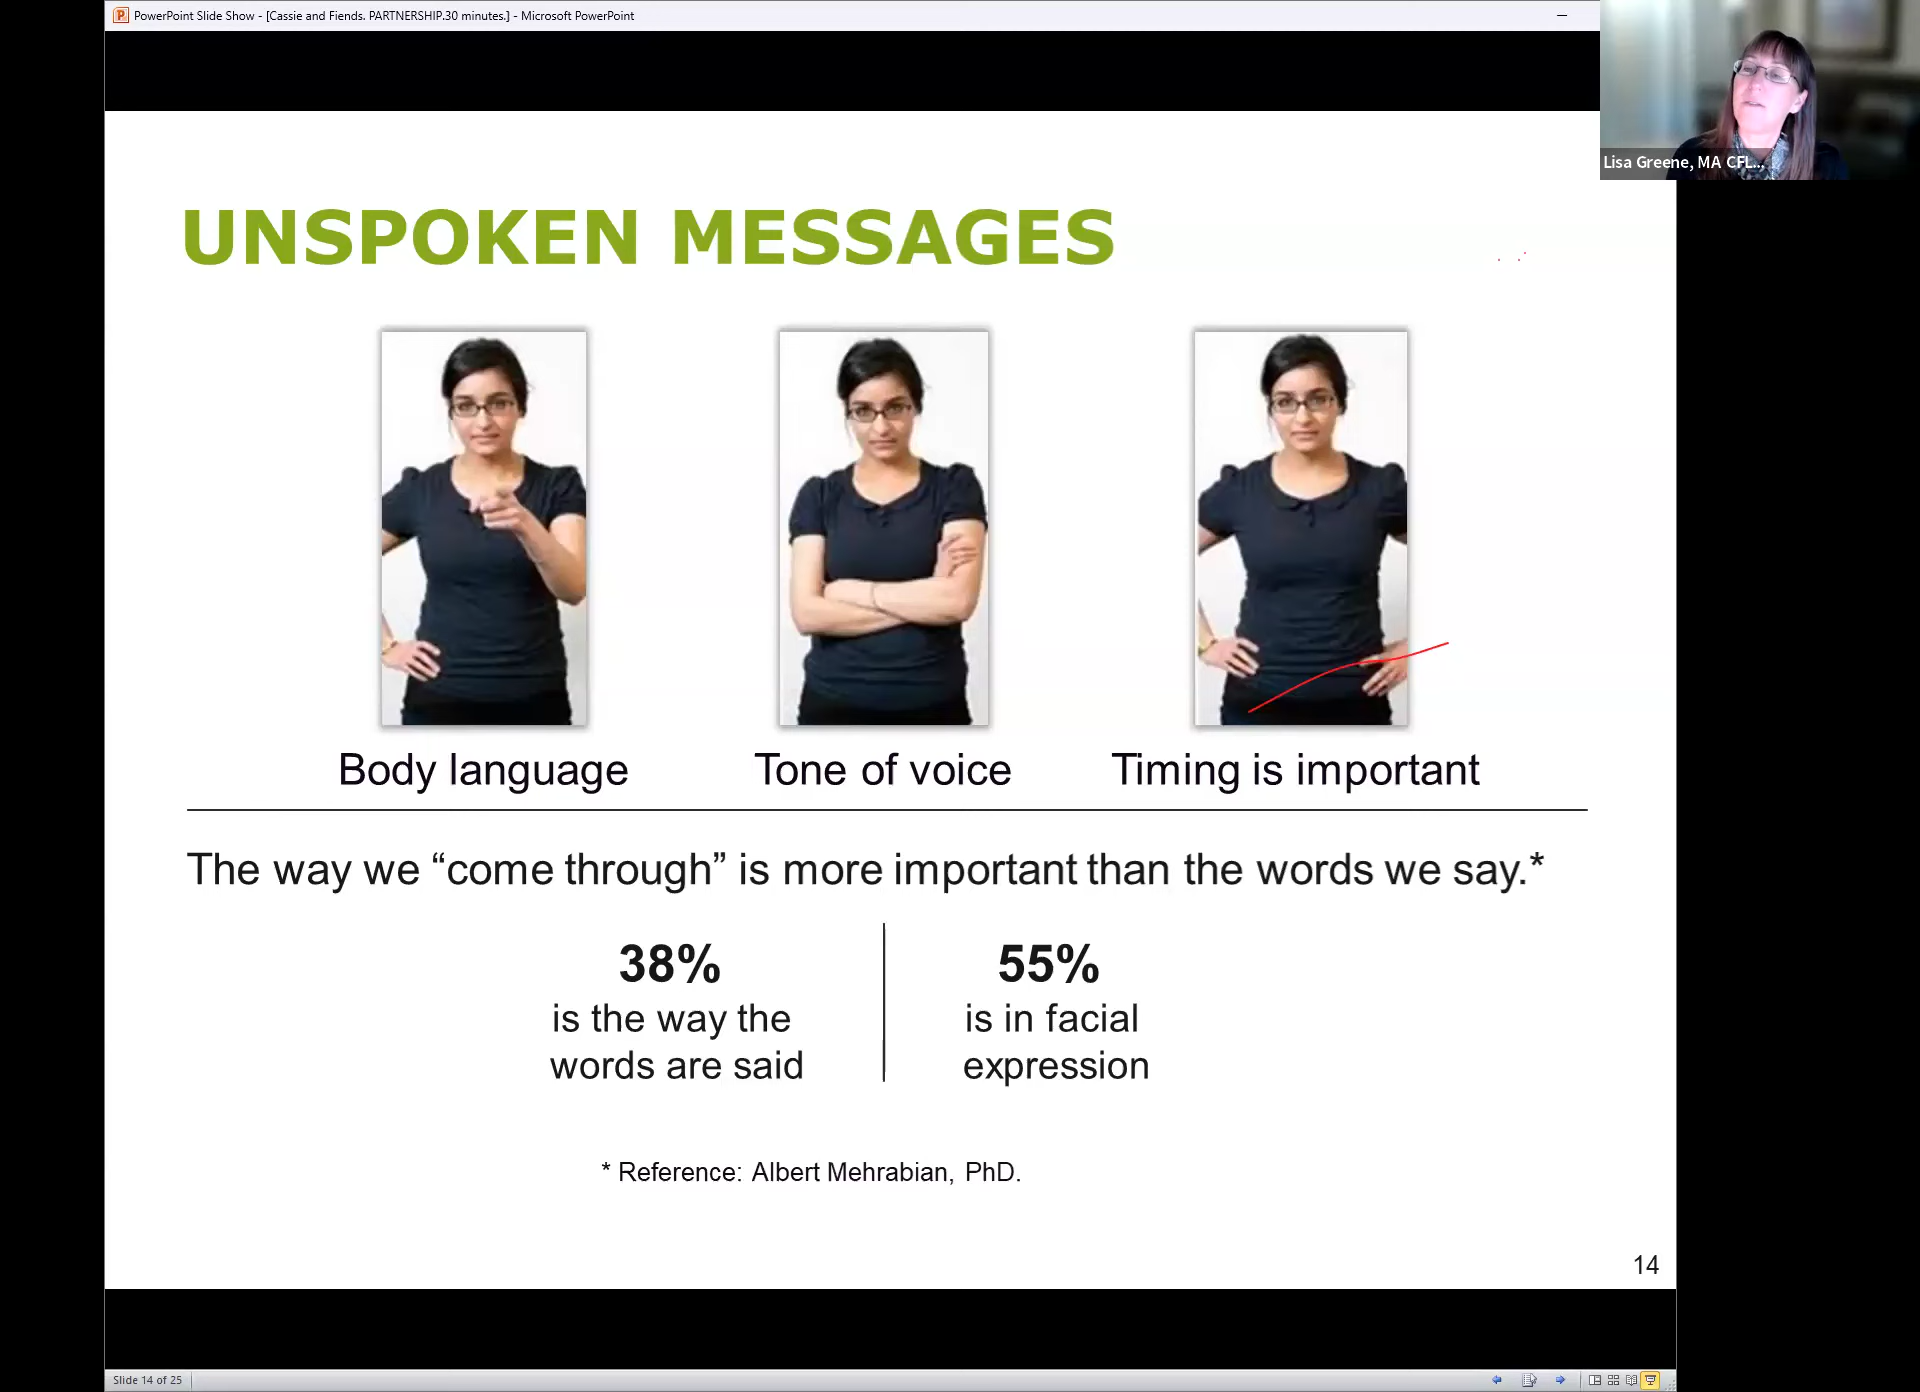 PowerPoint Slide Show - [Cassie and Fiends. PARTNERSHIP.30 minutes.] - Microsoft PowerPoint
Lisa Greene, MA CFL...
UNSPOKEN MESSAGES
Body language
Tone of voice
Timing is important
The way we “come through” is more important than the words we say.*
38%
is the way the
words are said
55%
is in facial
expression
* Reference: Albert Mehrabian, PhD.
14
Slide 14 of 25